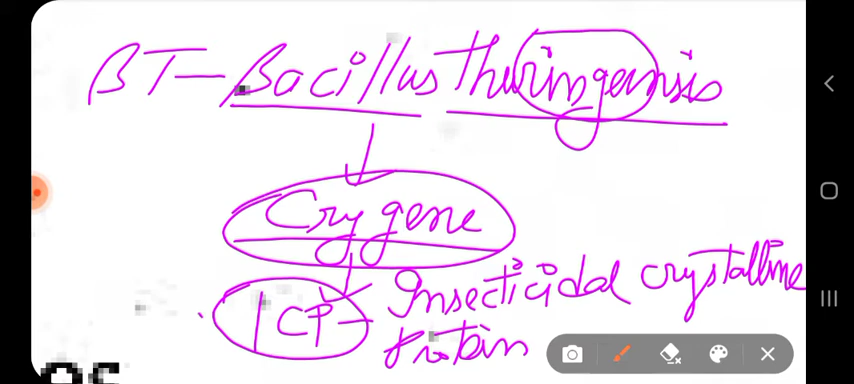 BT - Bacillus thuringensis
Cry gene
ICP - Insecticidal crystalline
Protein